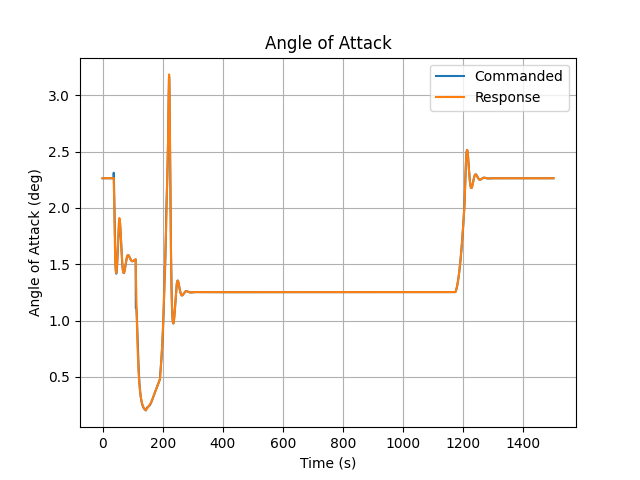 Angle of Attack
Commanded
Response
3.0
2.5
2.0
1.5
1.0
0.5
Angle of Attack (deg)
0 200 400 600 800 1000 1200 1400
Time (s)